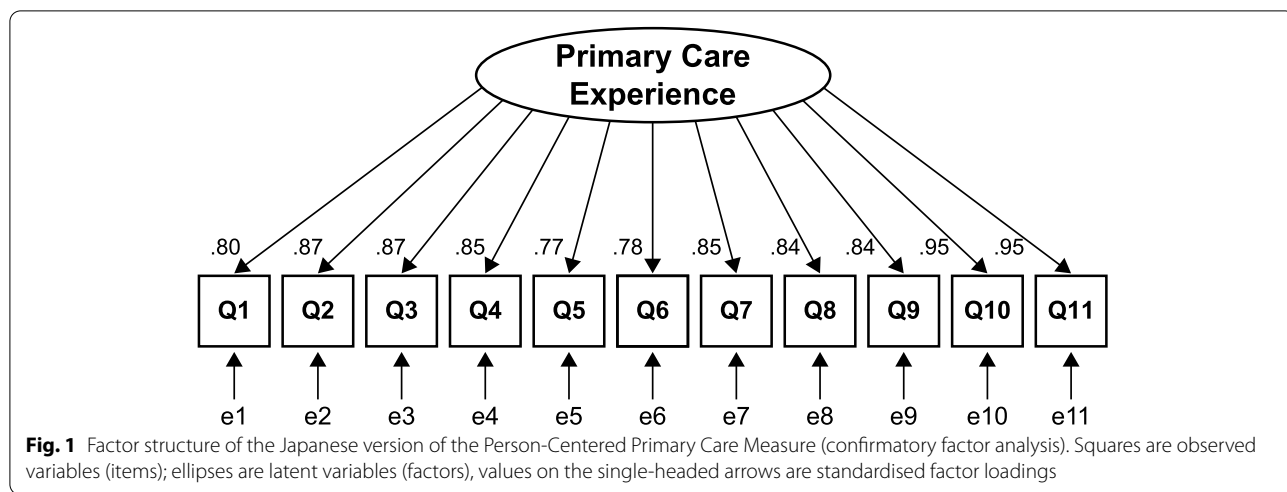 Primary Care
Experience
.80 .87 .87 .85 .77 .78 .85 .84 .84 .95 .95
Q1 Q2 Q3 Q4 Q5 Q6 Q7 Q8 Q9 Q10 Q11
e1 e2 e3 e4 e5 e6 e7 e8 e9 e10 e11
Fig. 1 Factor structure of the Japanese version of the Person-Centered Primary Care Measure (confirmatory factor analysis). Squares are observed
variables (items); ellipses are latent variables (factors), values on the single-headed arrows are standardised factor loadings